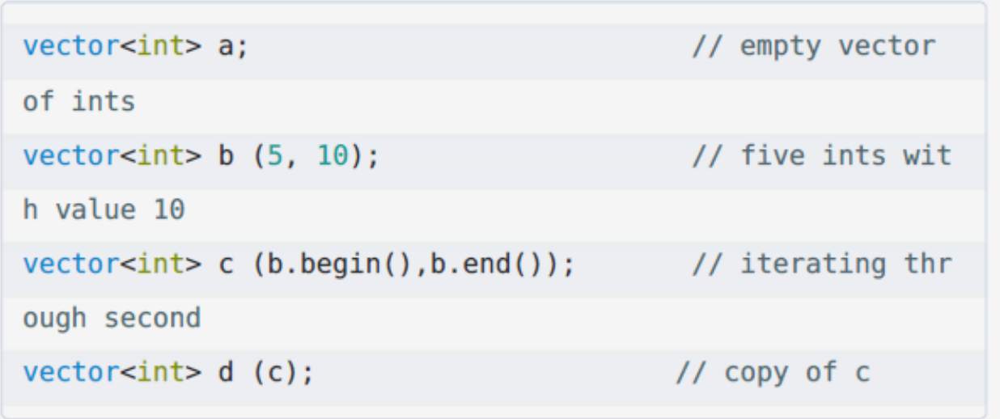 vector<int> a;                           // empty vector
of ints
vector<int> b (5, 10);                   // five ints wit
h value 10
vector<int> c (b.begin(),b.end());       // iterating thr
ough second
vector<int> d (c);                      // copy of c